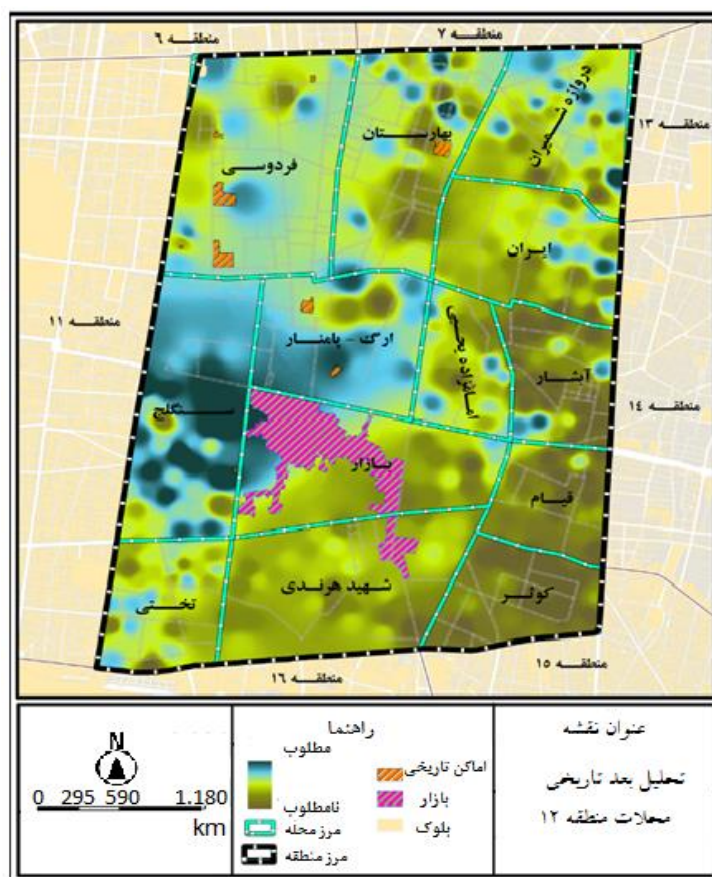 منطقه ۶
منطقه ۷
منطقه ۱۳
دروازه شمیران
بهارستان
فردوسی
ایران
منطقه ۱۱
ارگ - پامنار
امامزاده یحیی
آبشار
منطقه ۱۴
سنگلج
بازار
قیام
شهید هرندی
کوثر
تختی
منطقه ۱۵
منطقه ۱۶
عنوان نقشه
تحلیل بعد تاریخی
محلات منطقه ۱۲
راهنما
مطلوب
نامطلوب
اماکن تاریخی
بازار
بلوک
مرز محله
مرز منطقه
N
0 295 590 1.180
km